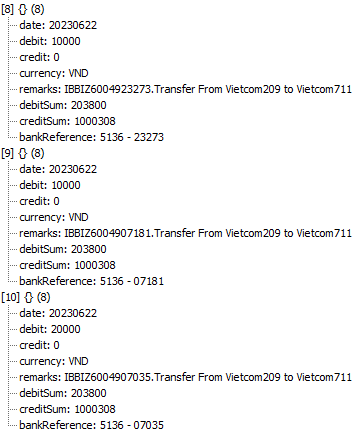 [8] {} (8)
date: 20230622
debit: 10000
credit: 0
currency: VND
remarks: IBBIZ6004923273.Transfer From Vietcom209 to Vietcom711
debitSum: 203800
creditSum: 1000308
bankReference: 5136 - 23273
[9] {} (8)
date: 20230622
debit: 10000
credit: 0
currency: VND
remarks: IBBIZ6004907181.Transfer From Vietcom209 to Vietcom711
debitSum: 203800
creditSum: 1000308
bankReference: 5136 - 07181
[10] {} (8)
date: 20230622
debit: 20000
credit: 0
currency: VND
remarks: IBBIZ6004907035.Transfer From Vietcom209 to Vietcom711
debitSum: 203800
creditSum: 1000308
bankReference: 5136 - 07035